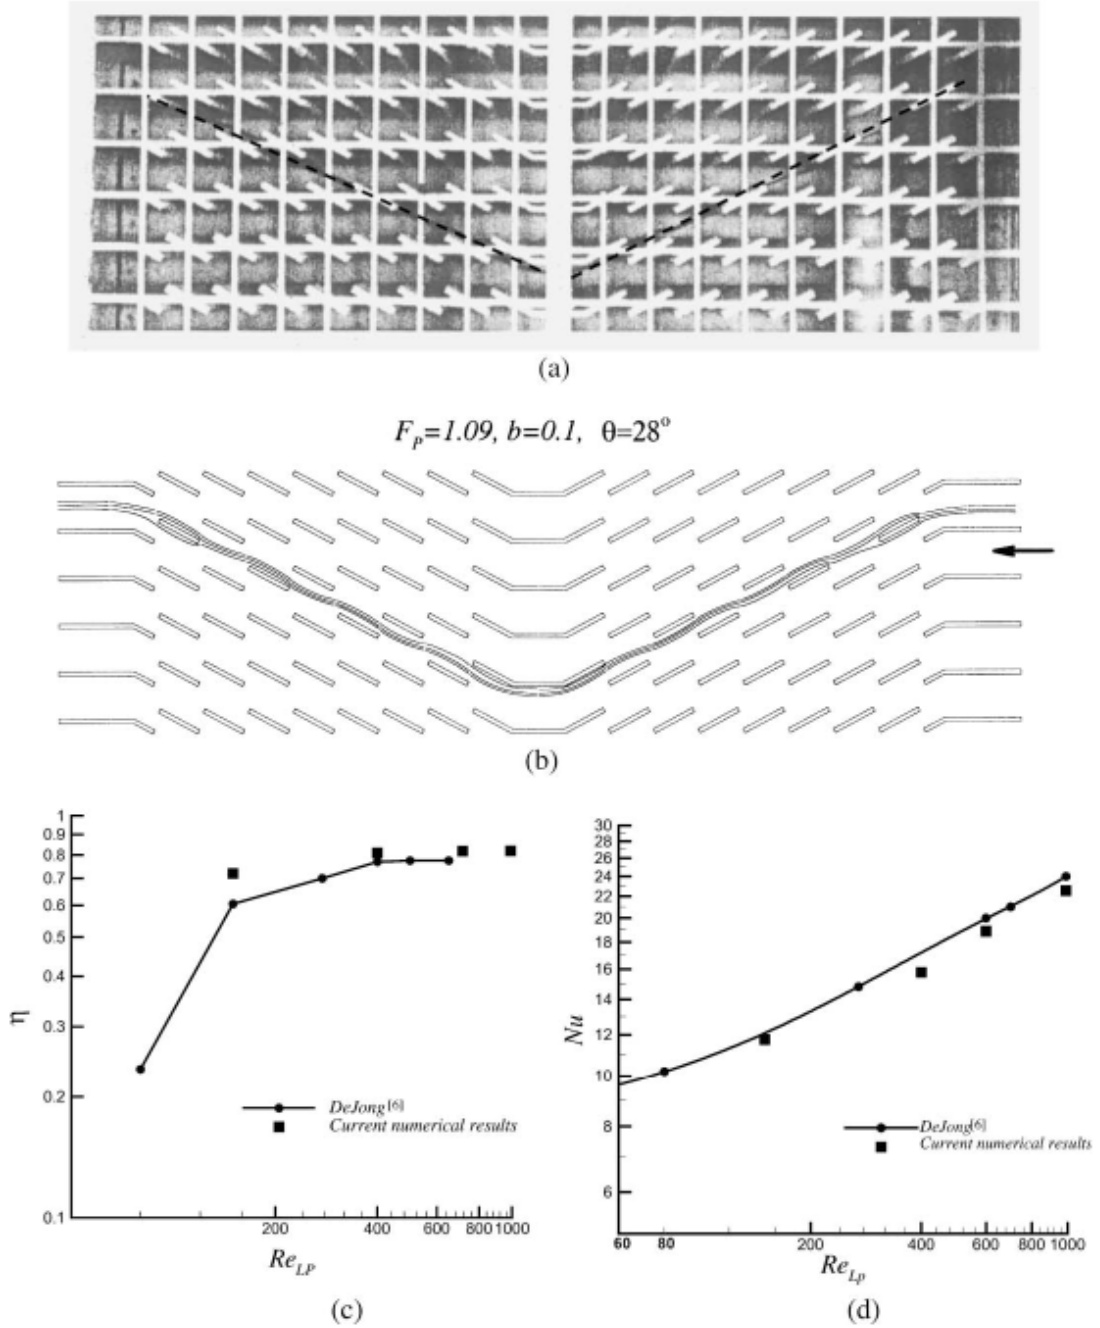 (a)
F_p=1.09, b=0.1, θ=28°
(b)
1
0.9
0.8
0.7
0.6
0.5
0.4
0.3
0.2
0.1
η
DeJong[6]
Current numerical results
200 400 600 800 1000
Re_LP
(c)
30
28
26
24
22
20
18
16
14
12
10
8
6
Nu
DeJong[6]
Current numerical results
60 80 200 400 600 800 1000
Re_Lp
(d)